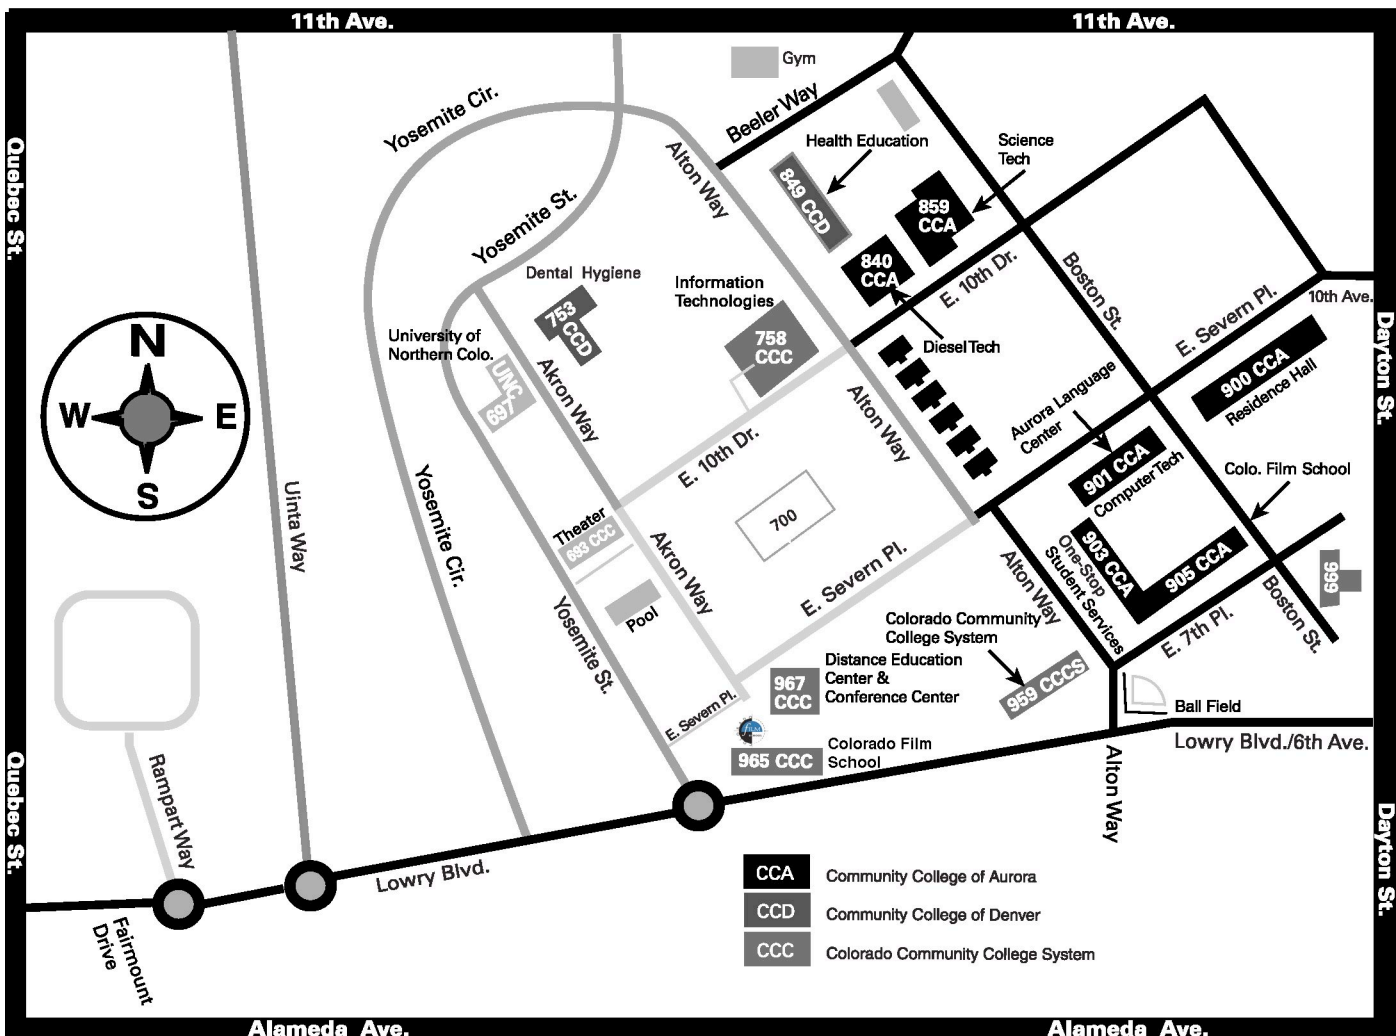 11th Ave.
11th Ave.
Gym
Yosemite Cir.
Beeler Way
Health Education
Science
Tech
Quebec St.
Alton Way
849 CCD
859
CCA
Yosemite St.
840
CCA
Boston St.
E. 10th Dr.
Dental Hygiene
Information
Technologies
10th Ave.
E. Severn Pl.
Dayton St.
753
CCD
University of
Northern Colo.
758
CCC
Diesel Tech
N
W
E
S
UNC
697
Akron Way
Alton Way
Aurora Language
Center
900 CCA
Residence Hall
E. 10th Dr.
901 CCA
Computer Tech
Colo. Film School
Uinta Way
Yosemite Cir.
Theater
693 CCC
700
Akron Way
E. Severn Pl.
Alton Way
903 CCA
One-Stop
Student Services
905 CCA
999
Boston St.
E. 7th Pl.
Pool
Yosemite St.
Colorado Community
College System
Distance Education
Center &
Conference Center
967
CCC
959 CCCS
E. Severn Pl.
Ball Field
FILM
965 CCC
Colorado Film
School
Lowry Blvd./6th Ave.
Alton Way
Rampart Way
Quebec St.
Dayton St.
Lowry Blvd.
Fairmount
Drive
CCA
Community College of Aurora
CCD
Community College of Denver
CCC
Colorado Community College System
Alameda Ave.
Alameda Ave.